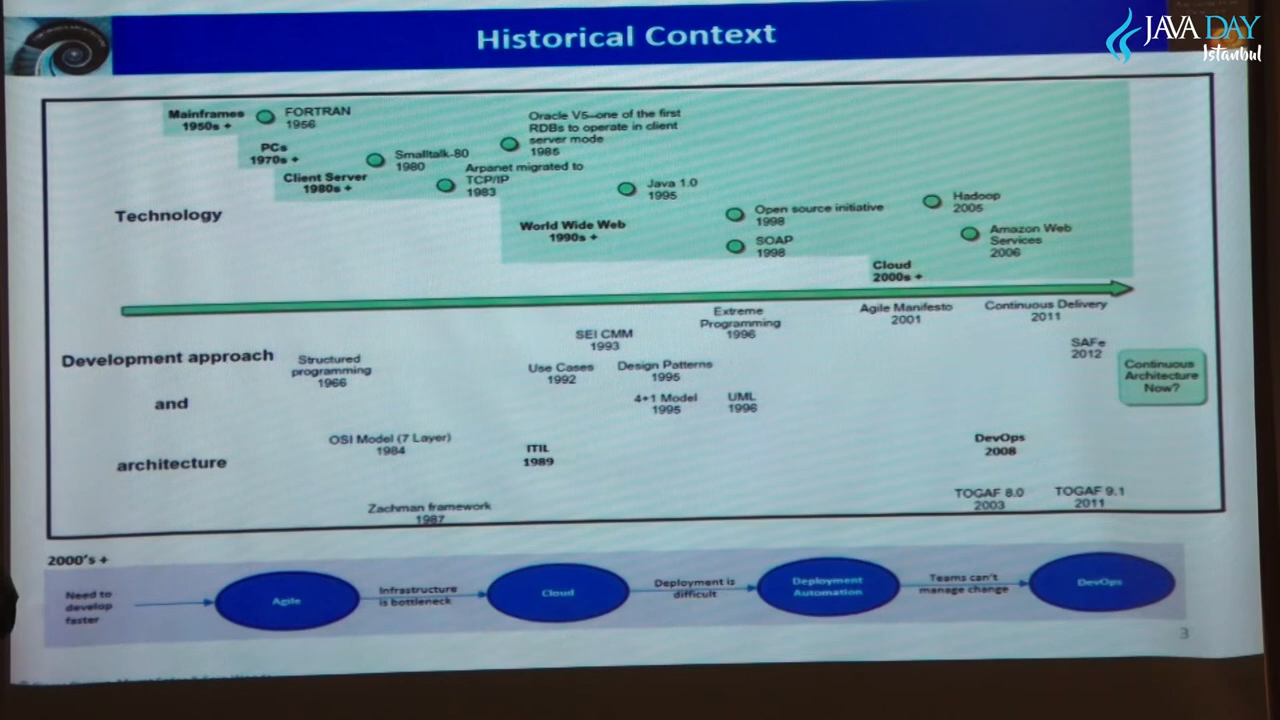 Historical Context
JAVA DAY
Istanbul
Mainframes
1950s +
FORTRAN
1956
PCs
1970s +
Smalltalk-80
1980
Oracle V5–one of the first
RDBs to operate in client
server mode
1985
Client Server
1980s +
Arpanet migrated to
TCP/IP
1983
Java 1.0
1995
Technology
World Wide Web
1990s +
Open source initiative
1998
SOAP
1998
Hadoop
2005
Amazon Web
Services
2006
Cloud
2000s +
Development approach
and
architecture
Structured
programming
1966
SEI CMM
1993
Extreme
Programming
1996
Agile Manifesto
2001
Continuous Delivery
2011
Use Cases
1992
Design Patterns
1995
SAFe
2012
4+1 Model
1995
UML
1996
Continuous
Architecture
Now?
OSI Model (7 Layer)
1984
ITIL
1989
DevOps
2008
Zachman framework
1987
TOGAF 8.0
2003
TOGAF 9.1
2011
2000's +
Need to
develop
faster
Agile
Infrastructure
is bottleneck
Cloud
Deployment is
difficult
Deployment
Automation
Teams can't
manage change
DevOps
3